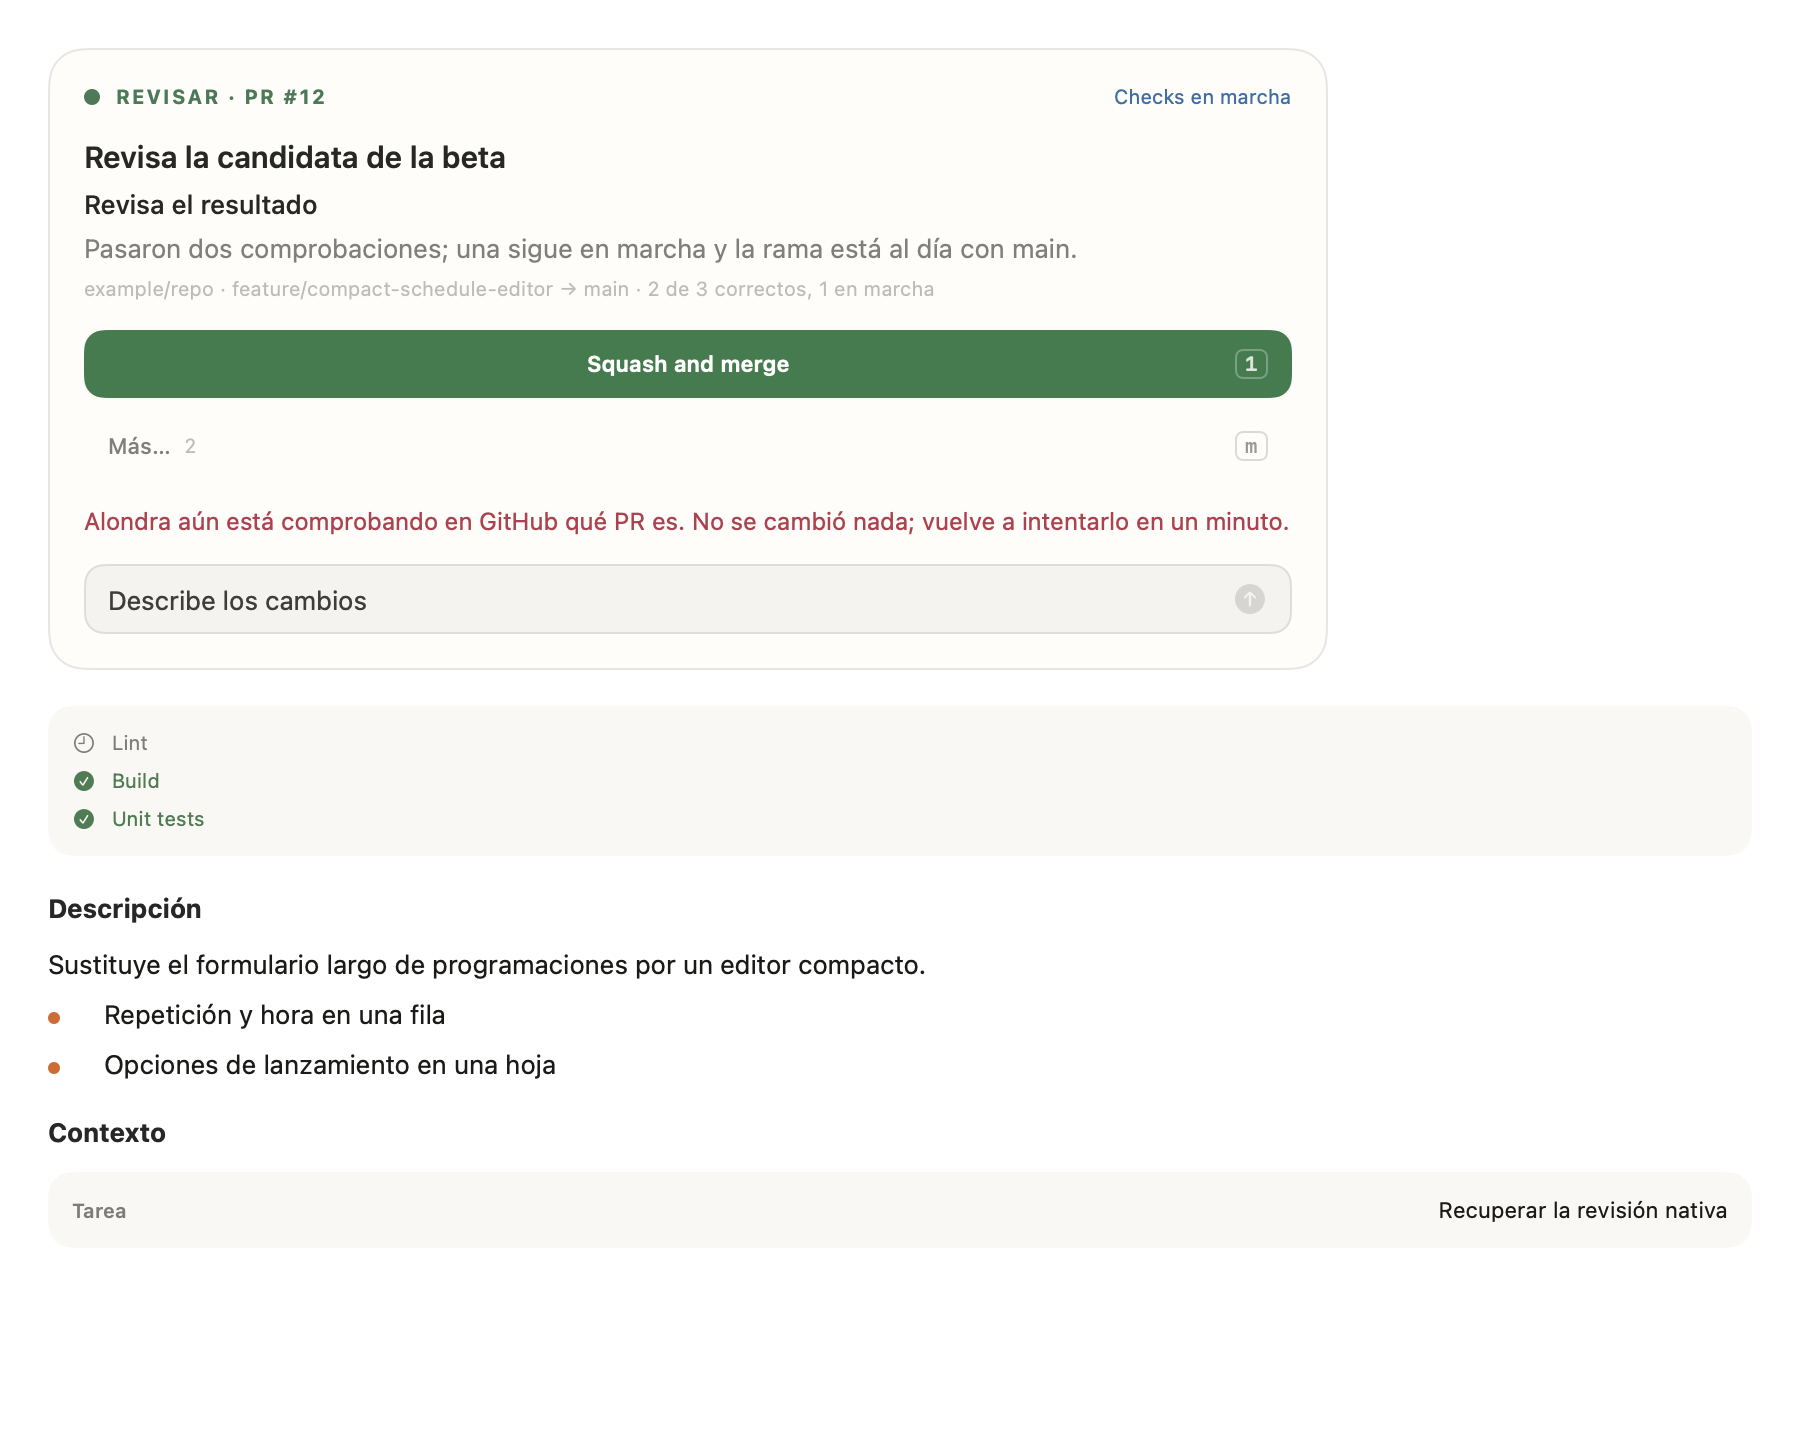 REVISAR · PR #12
Checks en marcha
Revisa la candidata de la beta
Revisa el resultado
Pasaron dos comprobaciones; una sigue en marcha y la rama está al día con main.
example/repo · feature/compact-schedule-editor → main · 2 de 3 correctos, 1 en marcha
Squash and merge 1
Más... 2 m
Alondra aún está comprobando en GitHub qué PR es. No se cambió nada; vuelve a intentarlo en un minuto.
Describe los cambios
Lint
Build
Unit tests
Descripción
Sustituye el formulario largo de programaciones por un editor compacto.
Repetición y hora en una fila
Opciones de lanzamiento en una hoja
Contexto
Tarea Recuperar la revisión nativa